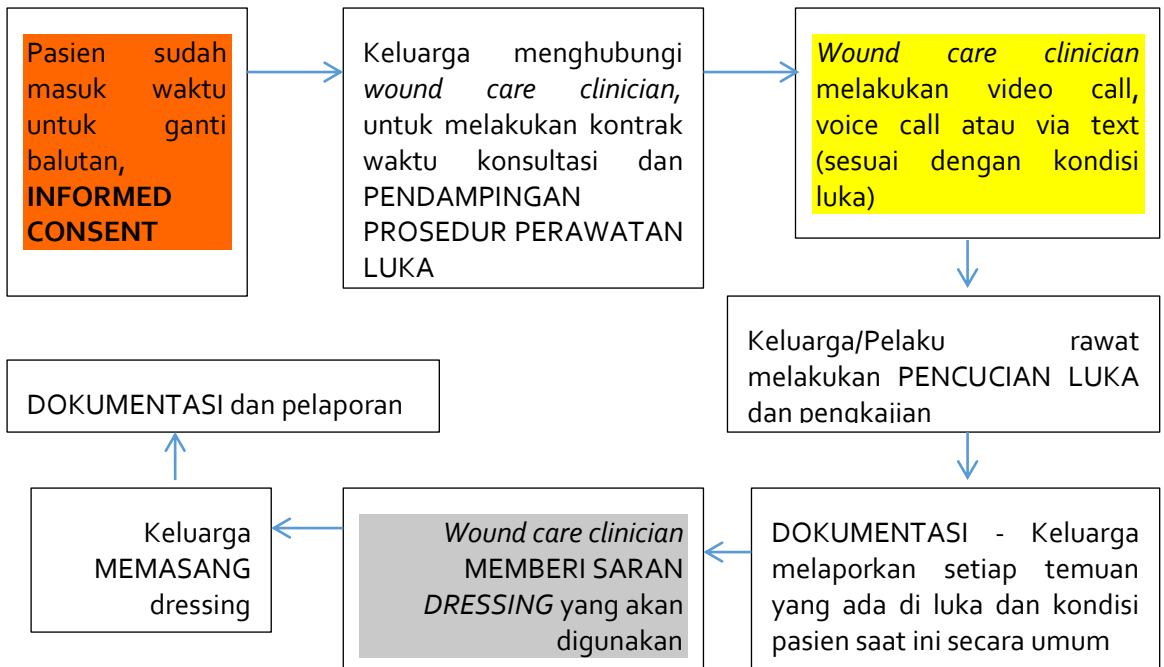 Pasien sudah
masuk waktu
untuk ganti
balutan,
INFORMED
CONSENT
Keluarga menghubungi
wound care clinician,
untuk melakukan kontrak
waktu konsultasi dan
PENDAMPINGAN
PROSEDUR PERAWATAN
LUKA
Wound care clinician
melakukan video call,
voice call atau via text
(sesuai dengan kondisi
luka)
Keluarga/Pelaku rawat
melakukan PENCUCIAN LUKA
dan pengkajian
DOKUMENTASI - Keluarga
melaporkan setiap temuan
yang ada di luka dan kondisi
pasien saat ini secara umum
Wound care clinician
MEMBERI SARAN
DRESSING yang akan
digunakan
Keluarga
MEMASANG
dressing
DOKUMENTASI dan pelaporan